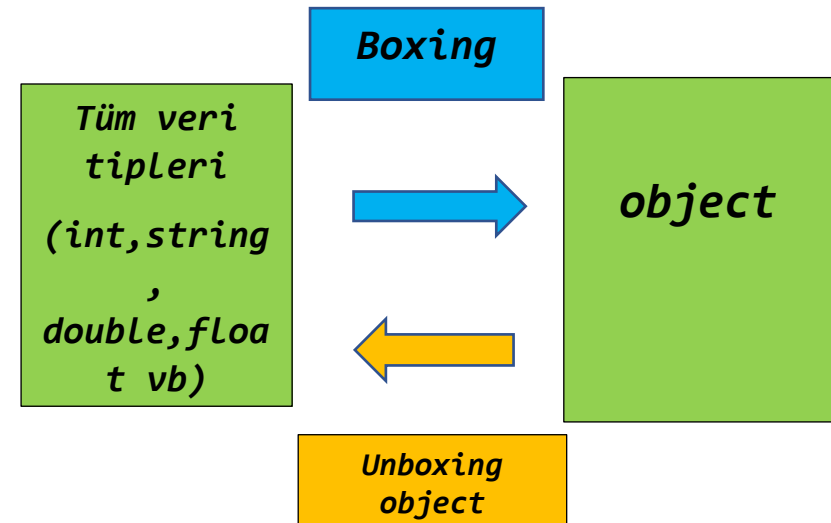 Boxing
Tüm veri
tipleri
(int,string
,
double,floa
t vb)
object
Unboxing
object